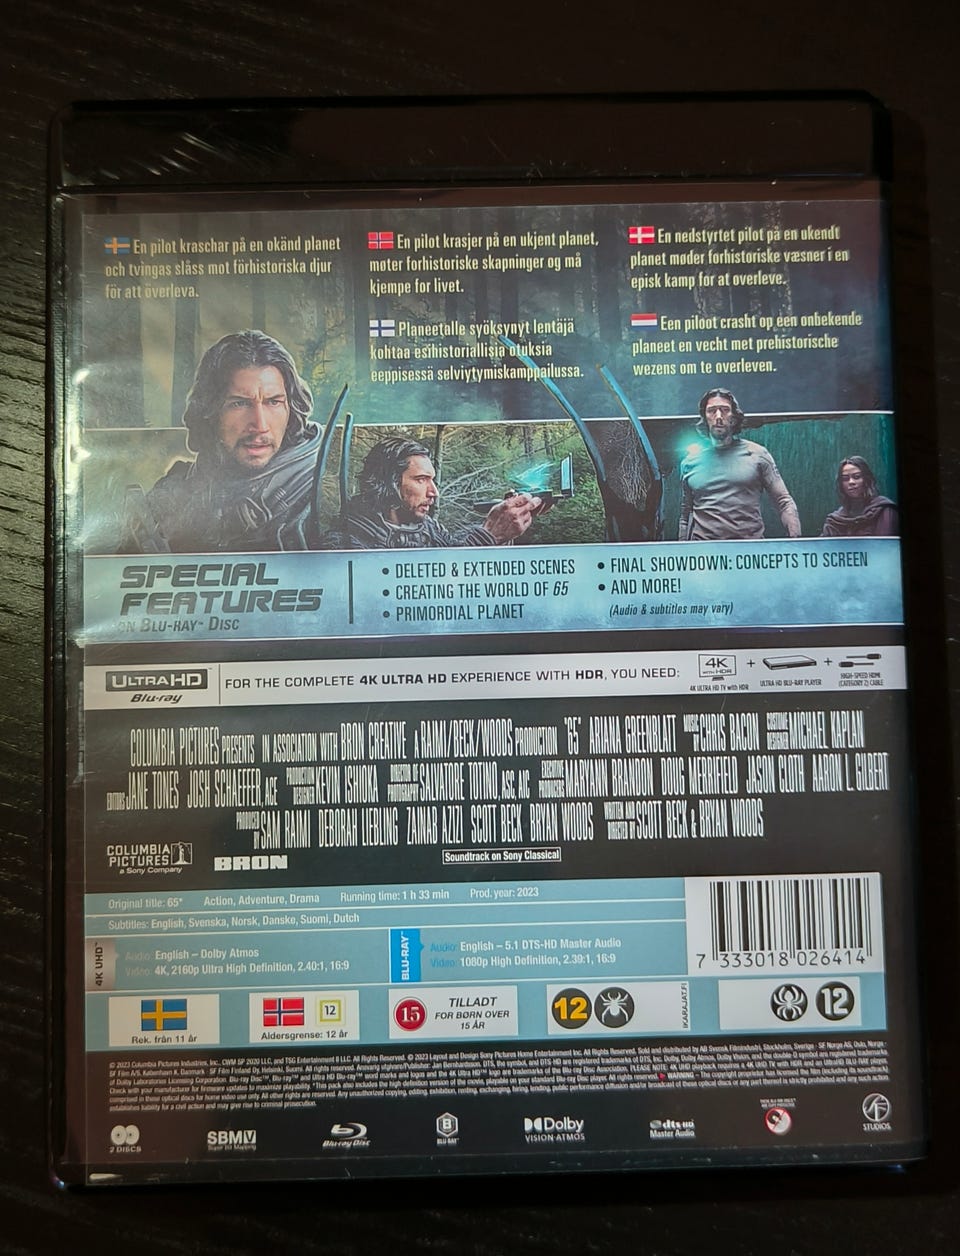 En pilot kraschar på en okänd planet
och tvingas slåss mot förhistoriska djur
för att överleva.
En pilot krasjer på en ukjent planet,
møter forhistoriske skapninger og må
kjempe for livet.
En nedstyrtet pilot på en ukendt
planet møder forhistoriske væsner i en
episk kamp for at overleve.
Planeetalle syöksynyt lentäjä
kohtaa esihistoriallisia otuksia
eeppisessä selviytymiskamppailussa.
Een piloot crasht op een onbekende
planeet en vecht met prehistorische
wezens om te overleven.
SPECIAL
FEATURES
ON BLU-RAY™ DISC
• DELETED & EXTENDED SCENES
• CREATING THE WORLD OF 65
• PRIMORDIAL PLANET
• FINAL SHOWDOWN: CONCEPTS TO SCREEN
• AND MORE!
(Audio & subtitles may vary)
ULTRA HD
Blu-ray
FOR THE COMPLETE 4K ULTRA HD EXPERIENCE WITH HDR, YOU NEED:
4K
WITH HDR
+ +
4K ULTRA HD TV with HDR
ULTRA HD BLU-RAY PLAYER
HIGH-SPEED HDMI
(CATEGORY 2) CABLE
COLUMBIA PICTURES PRESENTS IN ASSOCIATION WITH BRON CREATIVE A RAIMI/BECK/WOODS PRODUCTION "65" ARIANA GREENBLATT MUSIC BY CHRIS BACON COSTUME DESIGNER MICHAEL KAPLAN
EDITORS JANE TONES JOSH SCHAEFFER, ACE PRODUCTION DESIGNER KEVIN ISHIOKA DIRECTOR OF PHOTOGRAPHY SALVATORE TOTINO, ASC, AIC EXECUTIVE PRODUCERS MARYANN BRANDON DOUG MERRIFIELD JASON CLOTH AARON L. GILBERT
PRODUCED BY SAM RAIMI DEBORAH LIEBLING ZAINAB AZIZI SCOTT BECK BRYAN WOODS WRITTEN AND DIRECTED BY SCOTT BECK & BRYAN WOODS
COLUMBIA
PICTURES
a Sony Company
BRON
Soundtrack on Sony Classical
Original title: 65* Action, Adventure, Drama Running time: 1 h 33 min Prod. year: 2023
Subtitles: English, Svenska, Norsk, Danske, Suomi, Dutch
4K UHD™
Audio: English – Dolby Atmos
Video: 4K, 2160p Ultra High Definition, 2.40:1, 16:9
BLU-RAY™
Audio: English – 5.1 DTS-HD Master Audio
Video: 1080p High Definition, 2.39:1, 16:9
7 333018 026414
Rek. från 11 år
12
Aldersgrense: 12 år
15
TILLADT
FOR BØRN OVER
15 ÅR
12
IKARAJAT.FI
12
2 DISCS
SBMV
Blu-ray Disc
B
BLU-RAY™
Dolby
VISION·ATMOS
dts-HD
Master Audio
SF
STUDIOS